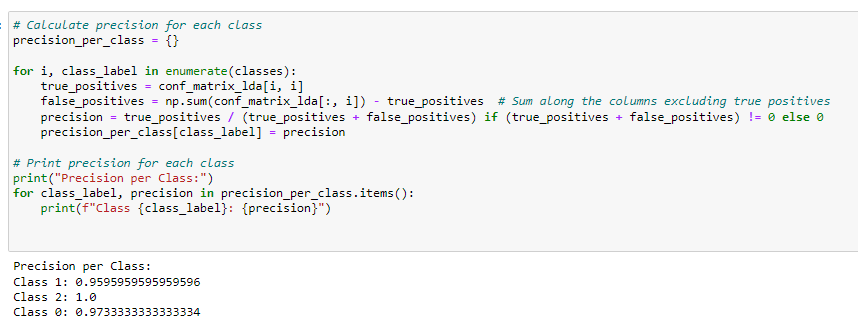 # Calculate precision for each class
precision_per_class = {}
for i, class_label in enumerate(classes):
    true_positives = conf_matrix_lda[i, i]
    false_positives = np.sum(conf_matrix_lda[:, i]) - true_positives  # Sum along the columns excluding true positives
    precision = true_positives / (true_positives + false_positives) if (true_positives + false_positives) != 0 else 0
    precision_per_class[class_label] = precision
# Print precision for each class
print("Precision per Class:")
for class_label, precision in precision_per_class.items():
    print(f"Class {class_label}: {precision}")
Precision per Class:
Class 1: 0.9595959595959596
Class 2: 1.0
Class 0: 0.9733333333333334